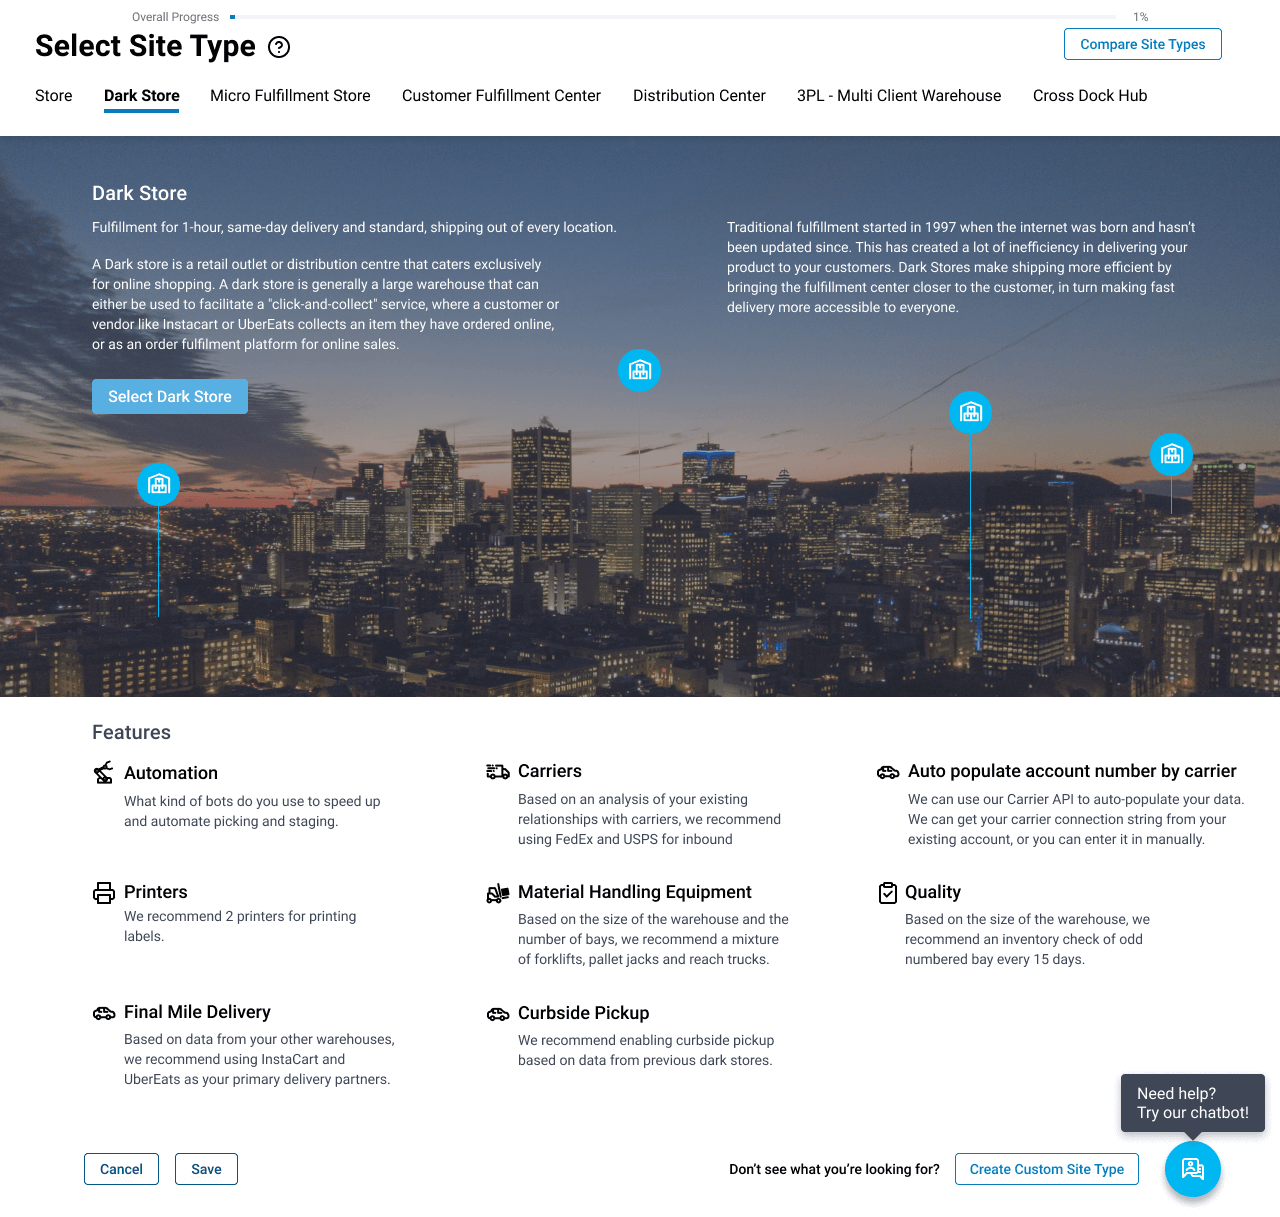 Overall Progress
1%
Select Site Type
Compare Site Types
Store
Dark Store
Micro Fulfillment Store
Customer Fulfillment Center
Distribution Center
3PL - Multi Client Warehouse
Cross Dock Hub
Dark Store
Fulfillment for 1-hour, same-day delivery and standard, shipping out of every location.
A Dark store is a retail outlet or distribution centre that caters exclusively
for online shopping. A dark store is generally a large warehouse that can
either be used to facilitate a "click-and-collect" service, where a customer or
vendor like Instacart or UberEats collects an item they have ordered online,
or as an order fulfilment platform for online sales.
Select Dark Store
Traditional fulfillment started in 1997 when the internet was born and hasn’t
been updated since. This has created a lot of inefficiency in delivering your
product to your customers. Dark Stores make shipping more efficient by
bringing the fulfillment center closer to the customer, in turn making fast
delivery more accessible to everyone.
Features
Automation
What kind of bots do you use to speed up
and automate picking and staging.
Carriers
Based on an analysis of your existing
relationships with carriers, we recommend
using FedEx and USPS for inbound
Auto populate account number by carrier
We can use our Carrier API to auto-populate your data.
We can get your carrier connection string from your
existing account, or you can enter it in manually.
Printers
We recommend 2 printers for printing
labels.
Material Handling Equipment
Based on the size of the warehouse and the
number of bays, we recommend a mixture
of forklifts, pallet jacks and reach trucks.
Quality
Based on the size of the warehouse, we
recommend an inventory check of odd
numbered bay every 15 days.
Final Mile Delivery
Based on data from your other warehouses,
we recommend using InstaCart and
UberEats as your primary delivery partners.
Curbside Pickup
We recommend enabling curbside pickup
based on data from previous dark stores.
Need help?
Try our chatbot!
Cancel
Save
Don’t see what you’re looking for?
Create Custom Site Type